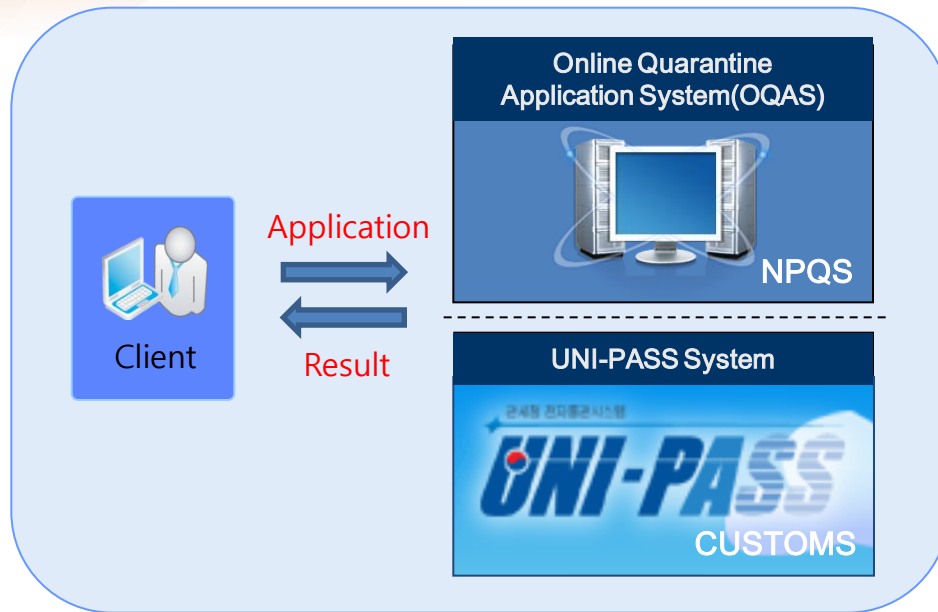 Online Quarantine
Application System(OQAS)
NPQS
Application
Result
Client
UNI-PASS System
관세청 전자통관시스템
UNI-PASS
CUSTOMS